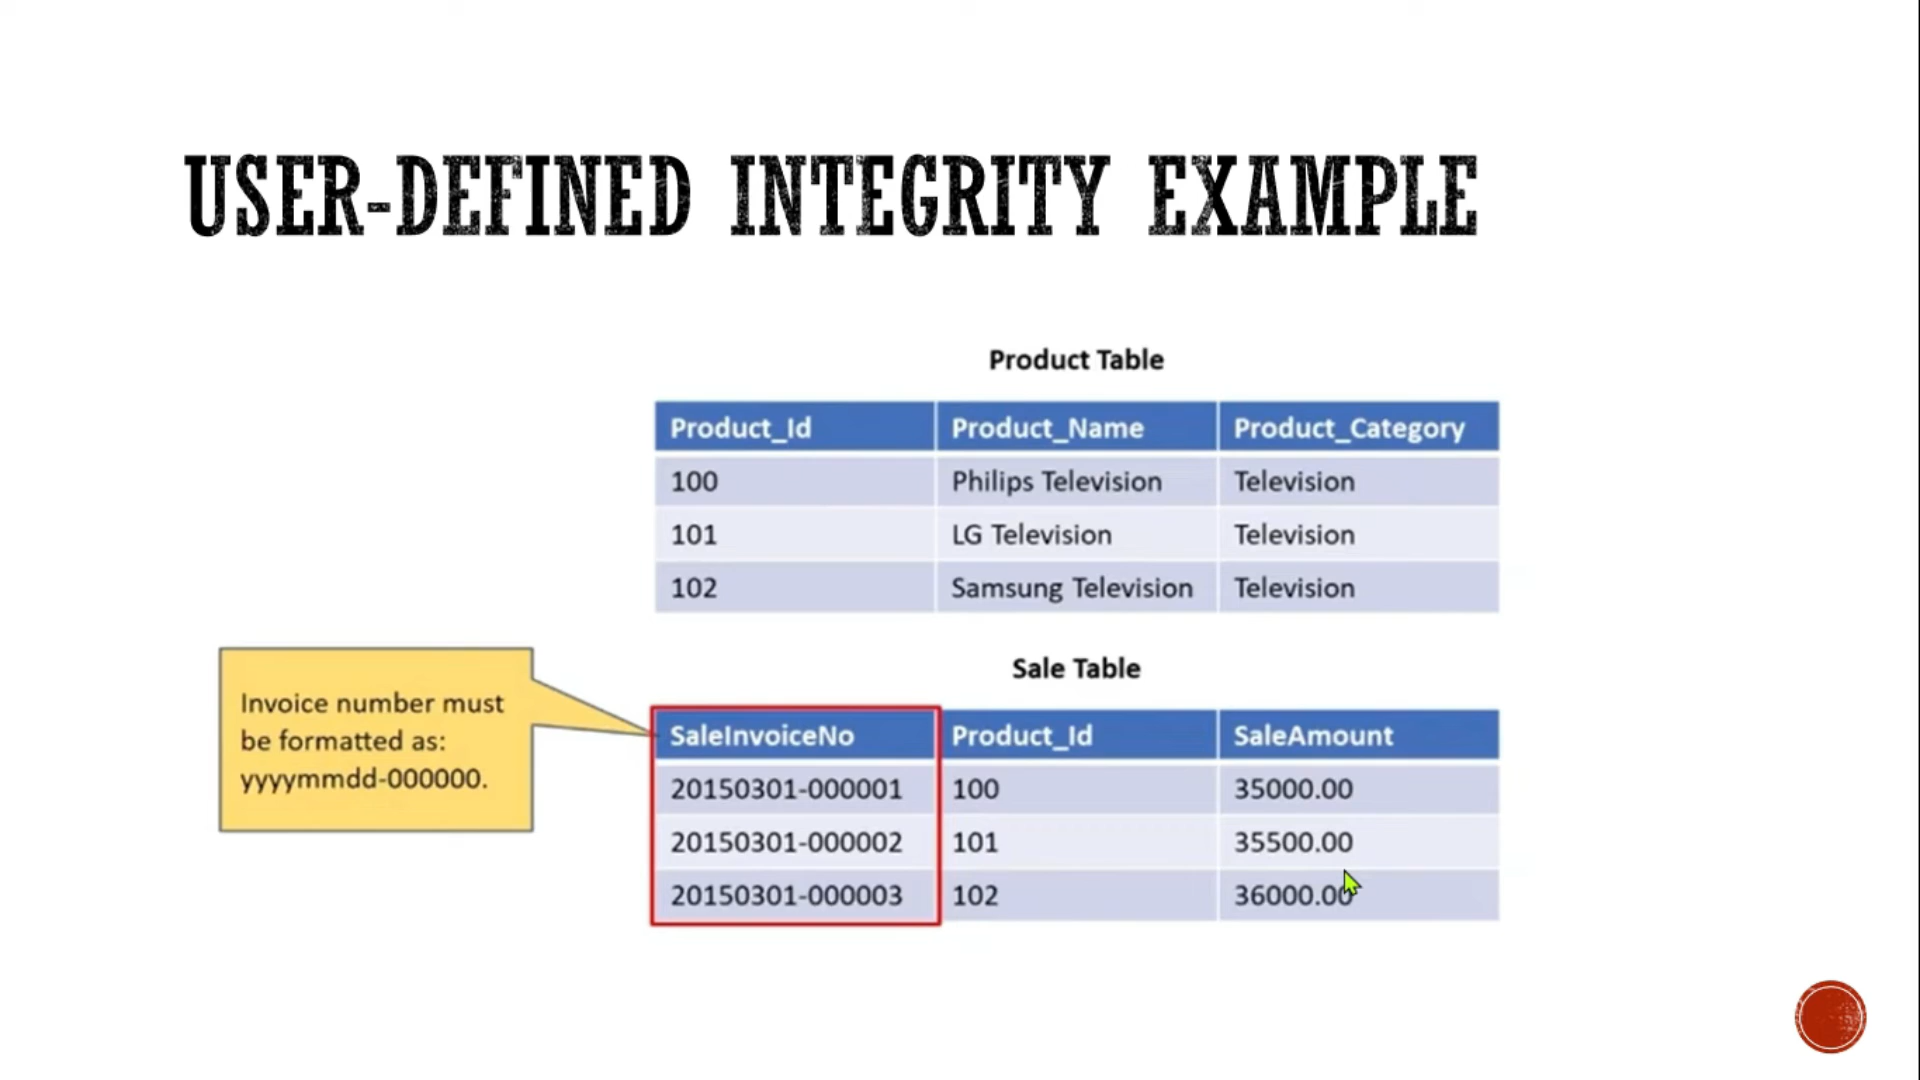 USER-DEFINED INTEGRITY EXAMPLE
Product Table
Product_Id Product_Name Product_Category
100 Philips Television Television
101 LG Television Television
102 Samsung Television Television
Invoice number must
be formatted as:
yyyymmdd-000000.
Sale Table
SaleInvoiceNo Product_Id SaleAmount
20150301-000001 100 35000.00
20150301-000002 101 35500.00
20150301-000003 102 36000.00